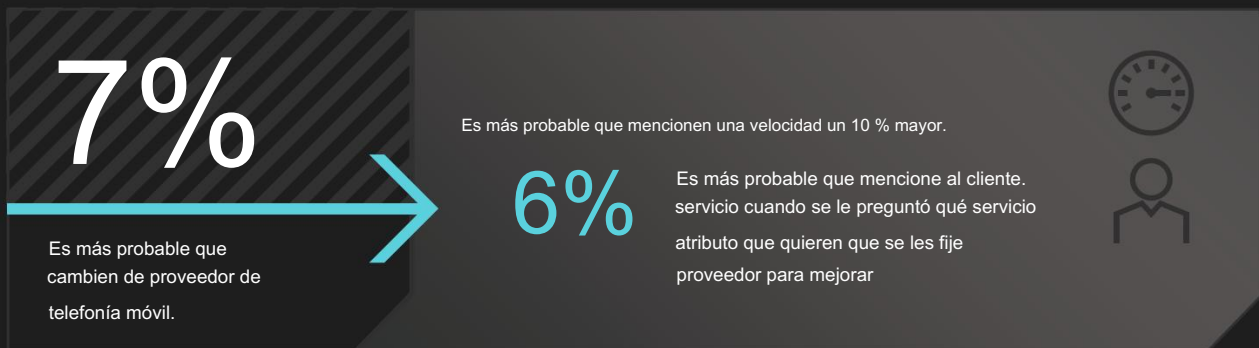 7%
Es más probable que
cambien de proveedor de
telefonía móvil.
Es más probable que mencionen una velocidad un 10 % mayor.
6%
Es más probable que mencione al cliente.
servicio cuando se le preguntó qué servicio
atributo que quieren que se les fije
proveedor para mejorar